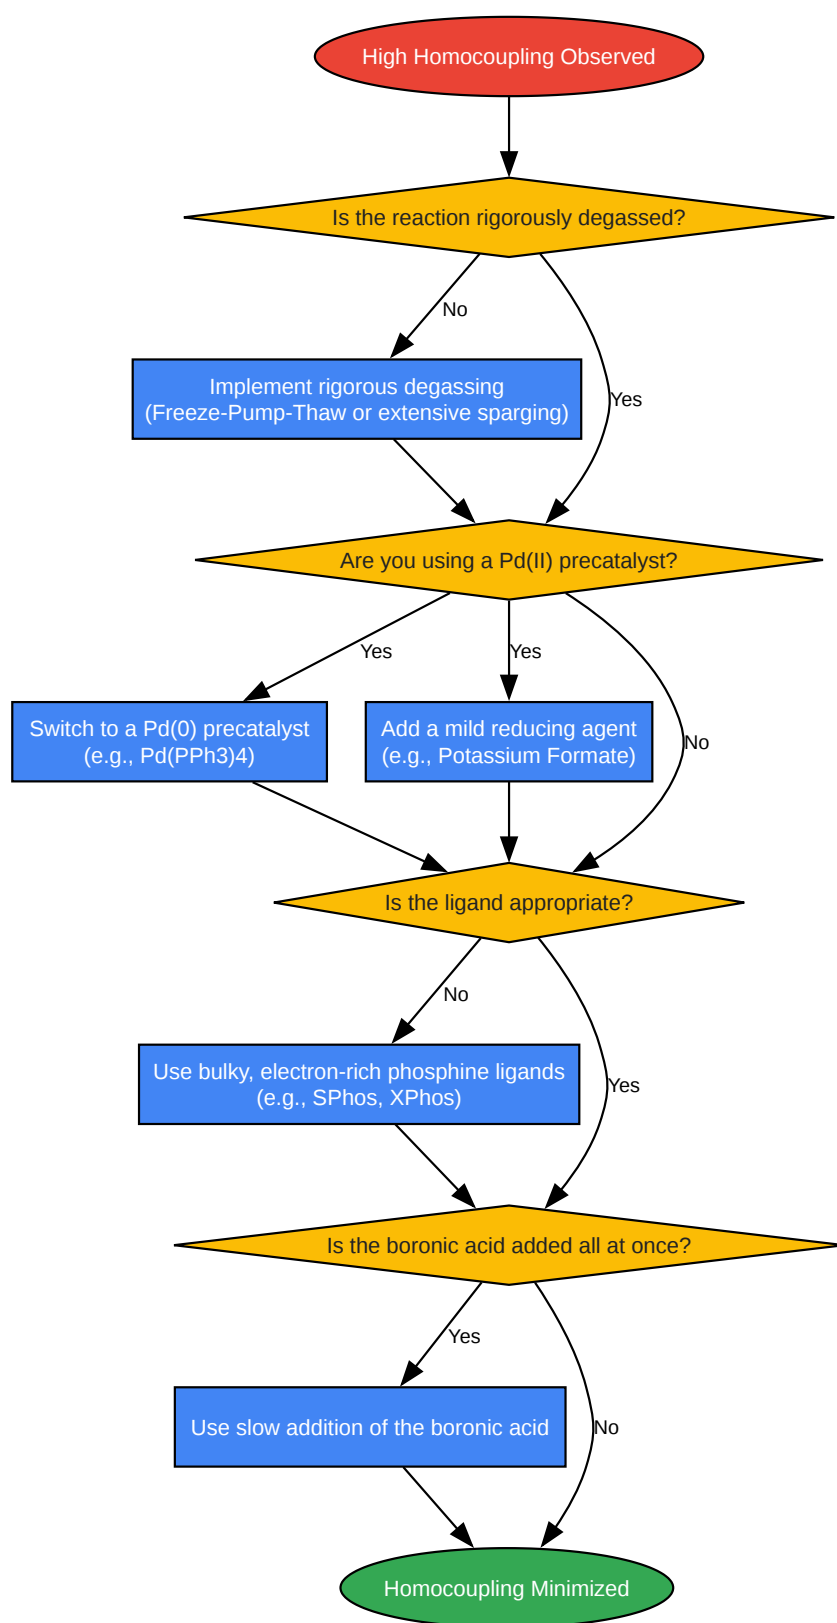 High Homocoupling Observed
Is the reaction rigorously degassed?
No
Implement rigorous degassing
(Freeze-Pump-Thaw or extensive sparging)
Yes
Are you using a Pd(II) precatalyst?
Yes
Yes
Switch to a Pd(0) precatalyst
(e.g., Pd(PPh3)4)
Add a mild reducing agent
(e.g., Potassium Formate)
No
Is the ligand appropriate?
No
Use bulky, electron-rich phosphine ligands
(e.g., SPhos, XPhos)
Yes
Is the boronic acid added all at once?
Yes
Use slow addition of the boronic acid
No
Homocoupling Minimized